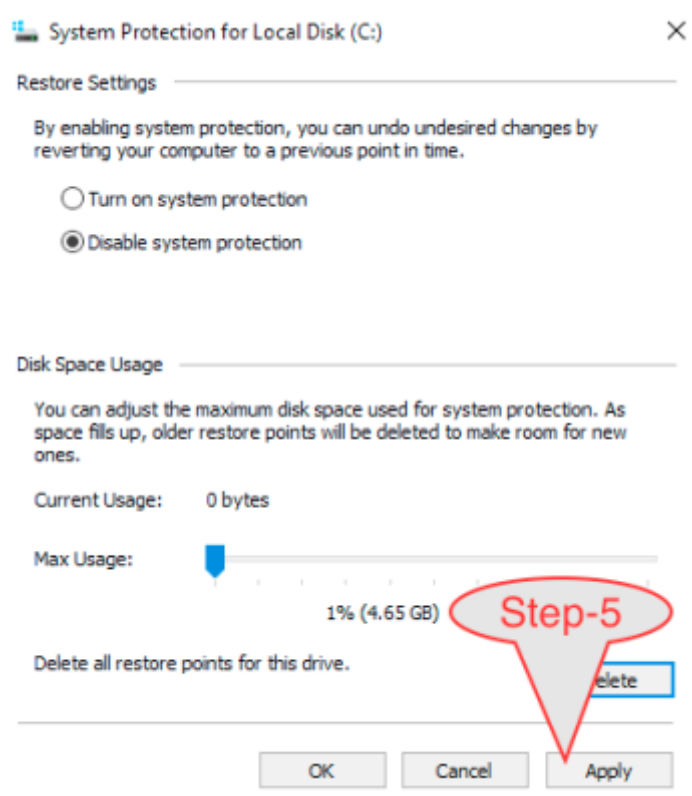 System Protection for Local Disk (C:)
Restore Settings
By enabling system protection, you can undo undesired changes by
reverting your computer to a previous point in time.
Turn on system protection
Disable system protection
Disk Space Usage
You can adjust the maximum disk space used for system protection. As
space fills up, older restore points will be deleted to make room for new
ones.
Current Usage: 0 bytes
Max Usage:
1% (4.65 GB)
Step-5
Delete all restore points for this drive.
elete
OK Cancel Apply